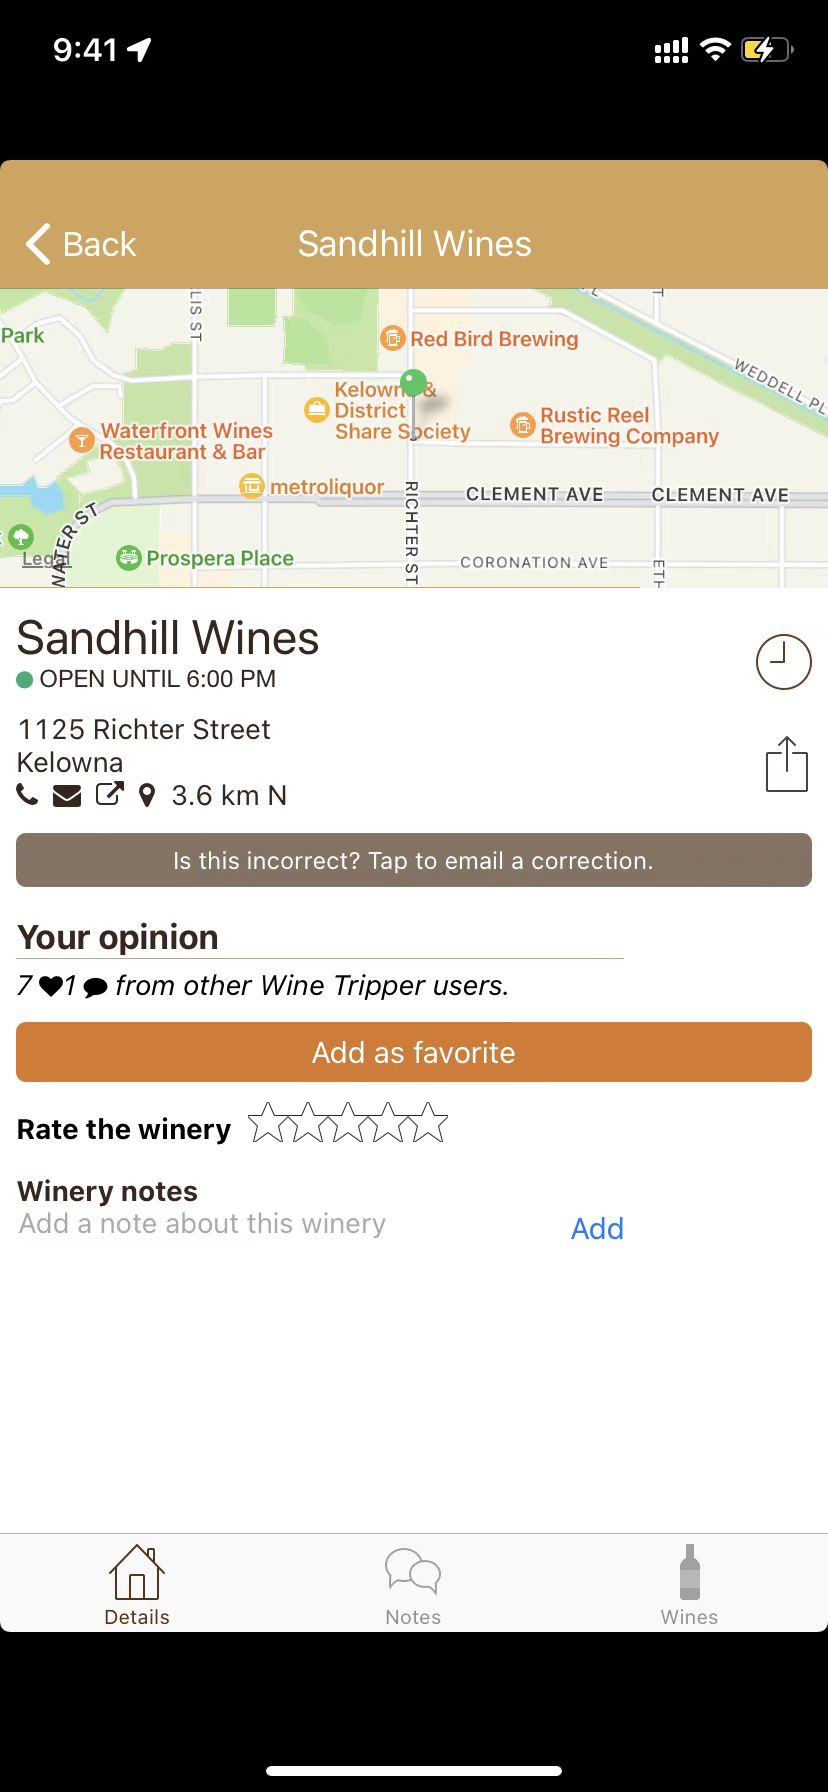 9:41
Back
Sandhill Wines
LIS ST
Park
Red Bird Brewing
WEDDELL PL
Kelowna &
District
Share Society
Rustic Reel
Brewing Company
Waterfront Wines
Restaurant & Bar
metroliquor
CLEMENT AVE
CLEMENT AVE
RICHTER ST
WATER ST
Legal
Prospera Place
CORONATION AVE
ETH
Sandhill Wines
OPEN UNTIL 6:00 PM
1125 Richter Street
Kelowna
3.6 km N
Is this incorrect? Tap to email a correction.
Your opinion
7 1 from other Wine Tripper users.
Add as favorite
Rate the winery
Winery notes
Add a note about this winery
Add
Details
Notes
Wines